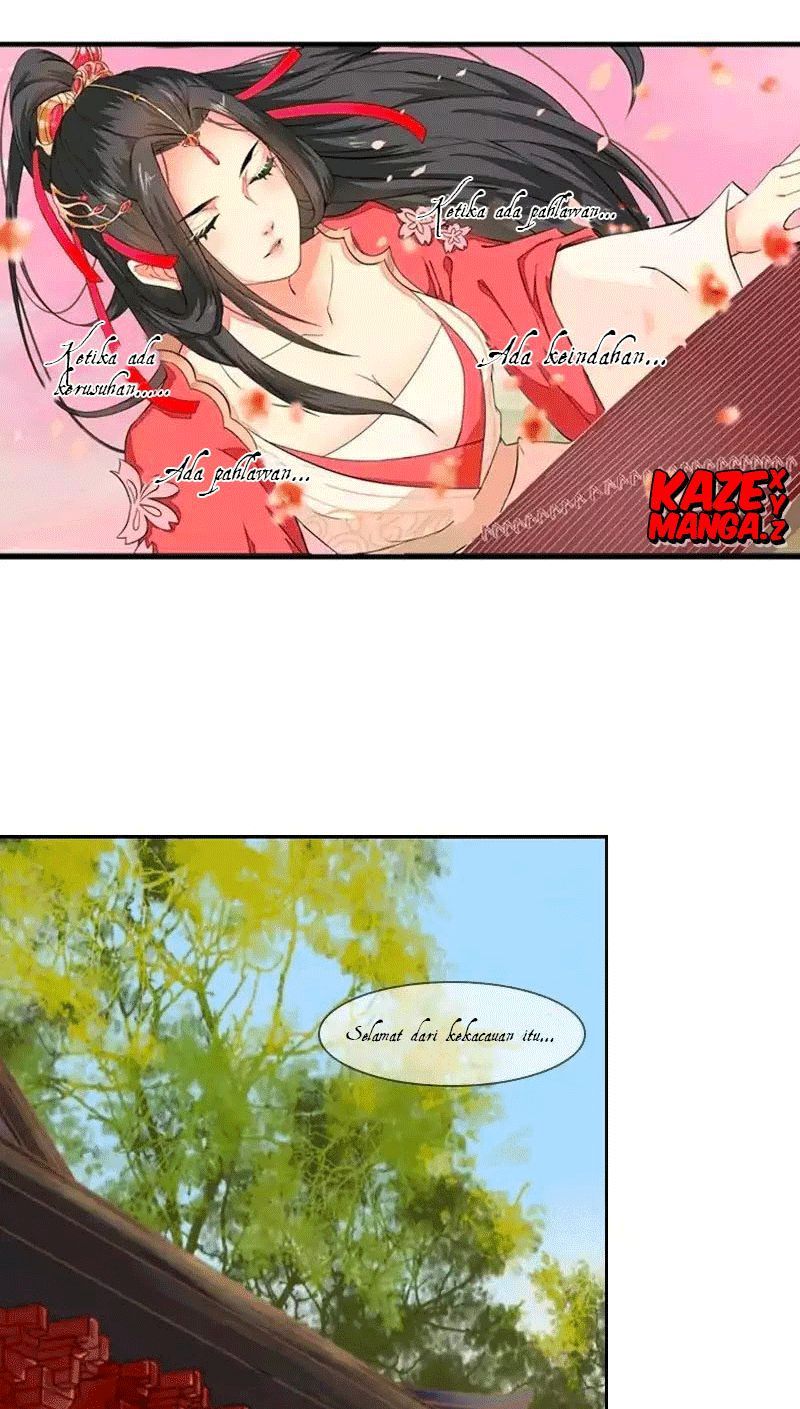 Ketika ada
kerusuhan......
Ada pahlawan...
Ketika ada pahlawan...
Ada keindahan...
KAZE
MANGA.XYZ
Selamat dari kekacauan itu...